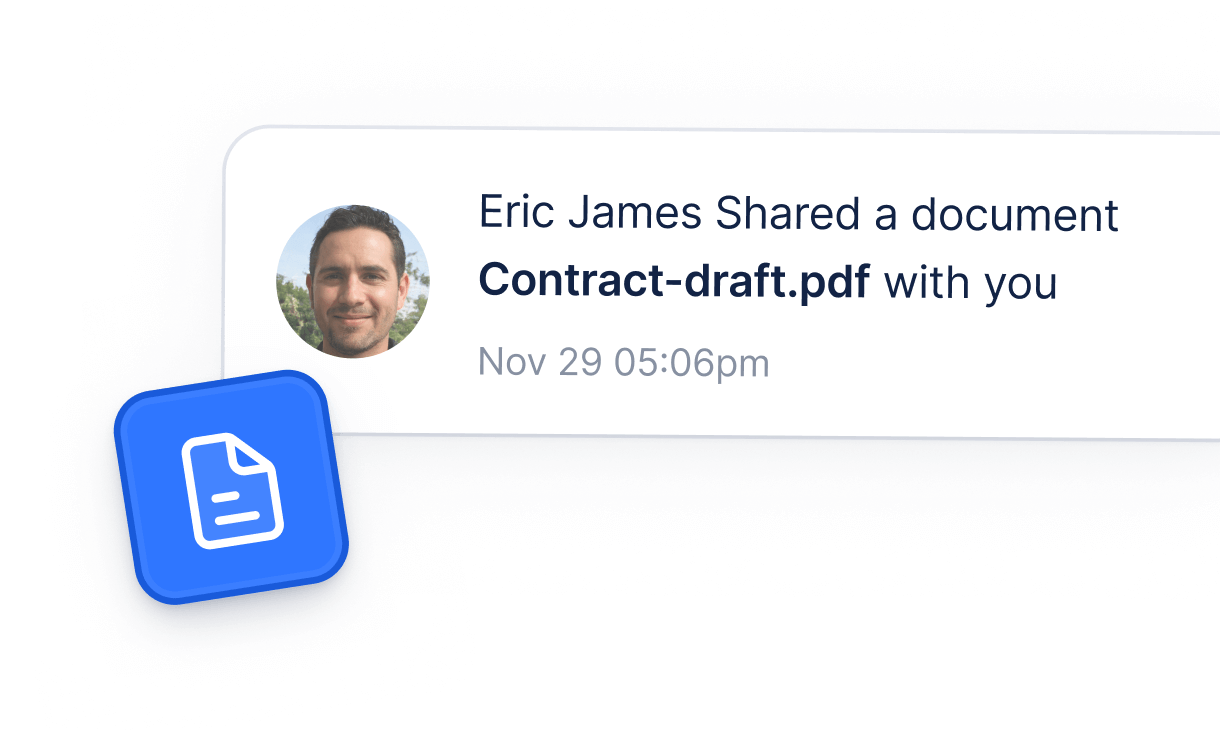 Eric James Shared a document
Contract-draft.pdf with you
Nov 29 05:06pm